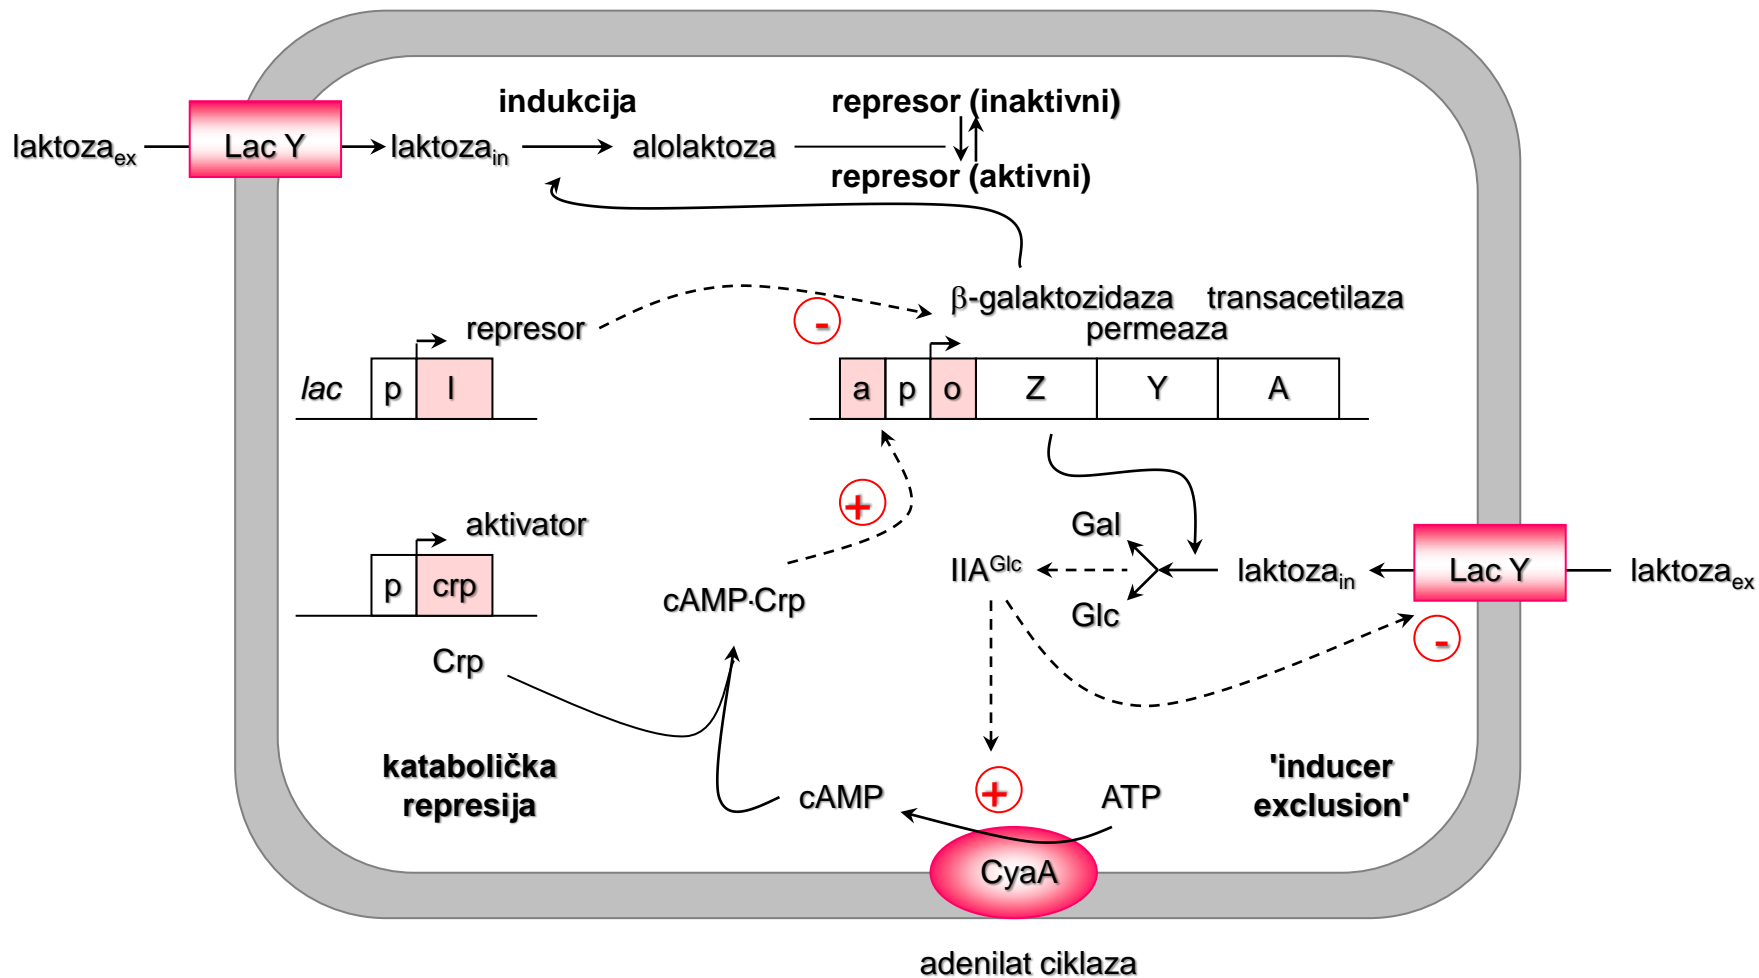 indukcija
represor (inaktivni)
laktoza_ex
Lac Y
laktoza_in
alolaktoza
represor (aktivni)
β-galaktozidaza transacetilaza
permeaza
represor
-
lac
p
I
a
p
o
Z
Y
A
+
aktivator
p
crp
Crp
cAMP·Crp
Gal
IIA^Glc
Glc
laktoza_in
Lac Y
laktoza_ex
-
katabolička
represija
cAMP
+
ATP
'inducer
exclusion'
CyaA
adenilat ciklaza